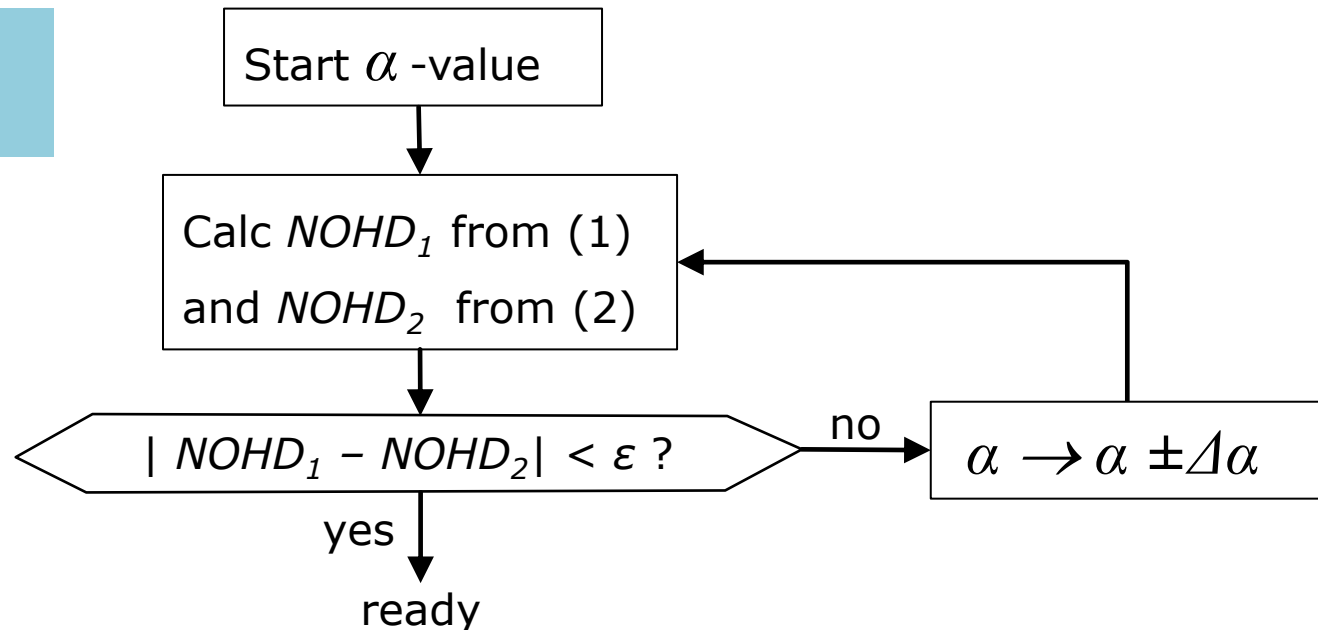 Start α -value
Calc NOHD₁ from (1)
and NOHD₂ from (2)
| NOHD₁ – NOHD₂| < ε ?
no
α → α ±Δα
yes
ready